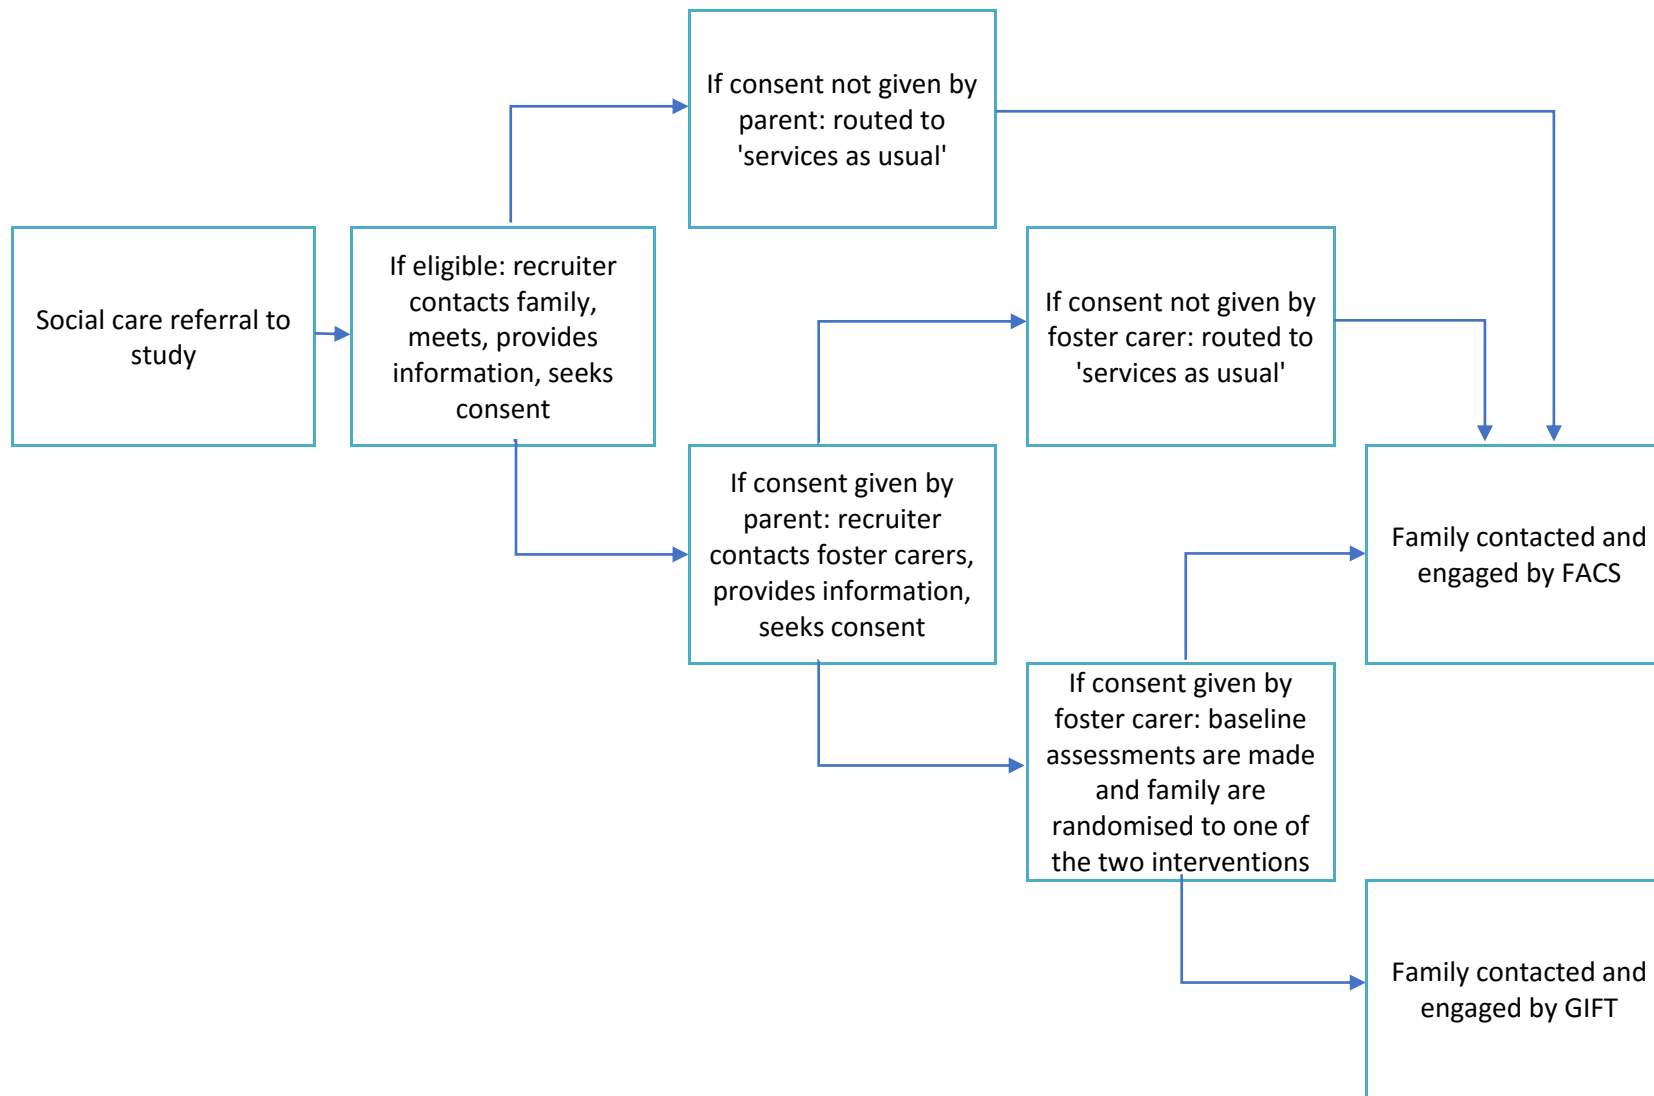 Social care referral to
study
If eligible: recruiter
contacts family,
meets, provides
information, seeks
consent
If consent not given by
parent: routed to
'services as usual'
If consent given by
parent: recruiter
contacts foster carers,
provides information,
seeks consent
If consent not given by
foster carer: routed to
'services as usual'
If consent given by
foster carer: baseline
assessments are made
and family are
randomised to one of
the two interventions
Family contacted and
engaged by FACS
Family contacted and
engaged by GIFT